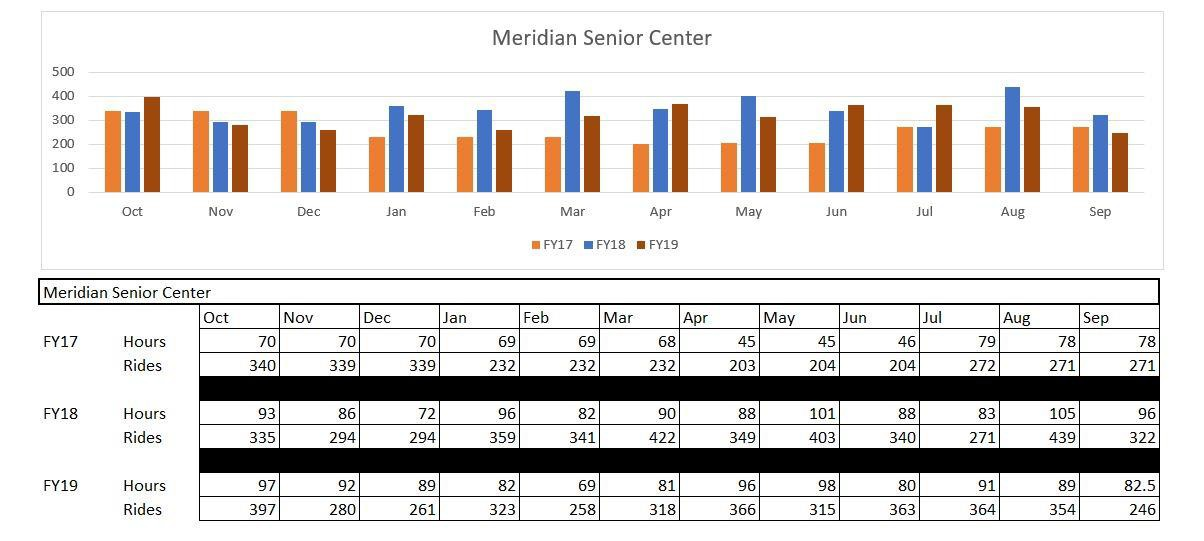 Meridian Senior Center
500
400
300
200
100
0
Oct Nov Dec Jan Feb Mar Apr May Jun Jul Aug Sep
FY17 FY18 FY19
Meridian Senior Center
Oct Nov Dec Jan Feb Mar Apr May Jun Jul Aug Sep
FY17 Hours 70 70 70 69 69 68 45 45 46 79 78 78
Rides 340 339 339 232 232 232 203 204 204 272 271 271
FY18 Hours 93 86 72 96 82 90 88 101 88 83 105 96
Rides 335 294 294 359 341 422 349 403 340 271 439 322
FY19 Hours 97 92 89 82 69 81 96 98 80 91 89 82.5
Rides 397 280 261 323 258 318 366 315 363 364 354 246